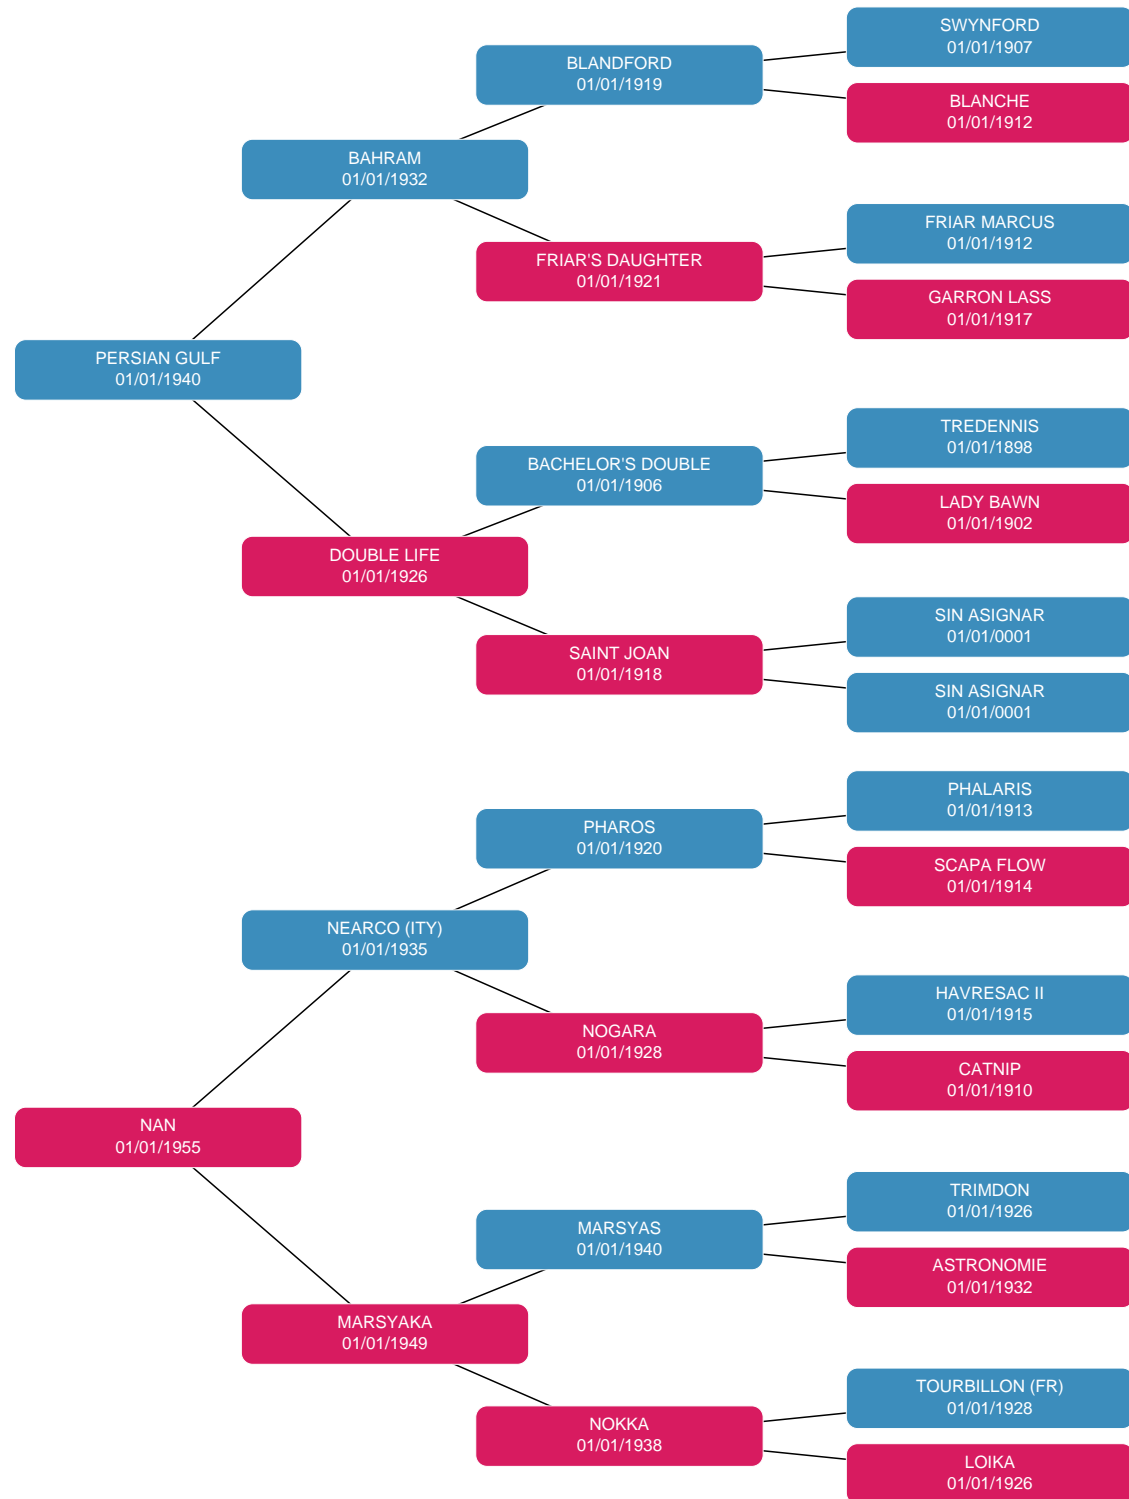 SWYNFORD
01/01/1907
BLANDFORD
01/01/1919
BLANCHE
01/01/1912
BAHRAM
01/01/1932
FRIAR MARCUS
01/01/1912
FRIAR'S DAUGHTER
01/01/1921
GARRON LASS
01/01/1917
PERSIAN GULF
01/01/1940
TREDENNIS
01/01/1898
BACHELOR'S DOUBLE
01/01/1906
LADY BAWN
01/01/1902
DOUBLE LIFE
01/01/1926
SIN ASIGNAR
01/01/0001
SAINT JOAN
01/01/1918
SIN ASIGNAR
01/01/0001
PHALARIS
01/01/1913
PHAROS
01/01/1920
SCAPA FLOW
01/01/1914
NEARCO (ITY)
01/01/1935
HAVRESAC II
01/01/1915
NOGARA
01/01/1928
CATNIP
01/01/1910
NAN
01/01/1955
TRIMDON
01/01/1926
MARSYAS
01/01/1940
ASTRONOMIE
01/01/1932
MARSYAKA
01/01/1949
TOURBILLON (FR)
01/01/1928
NOKKA
01/01/1938
LOIKA
01/01/1926